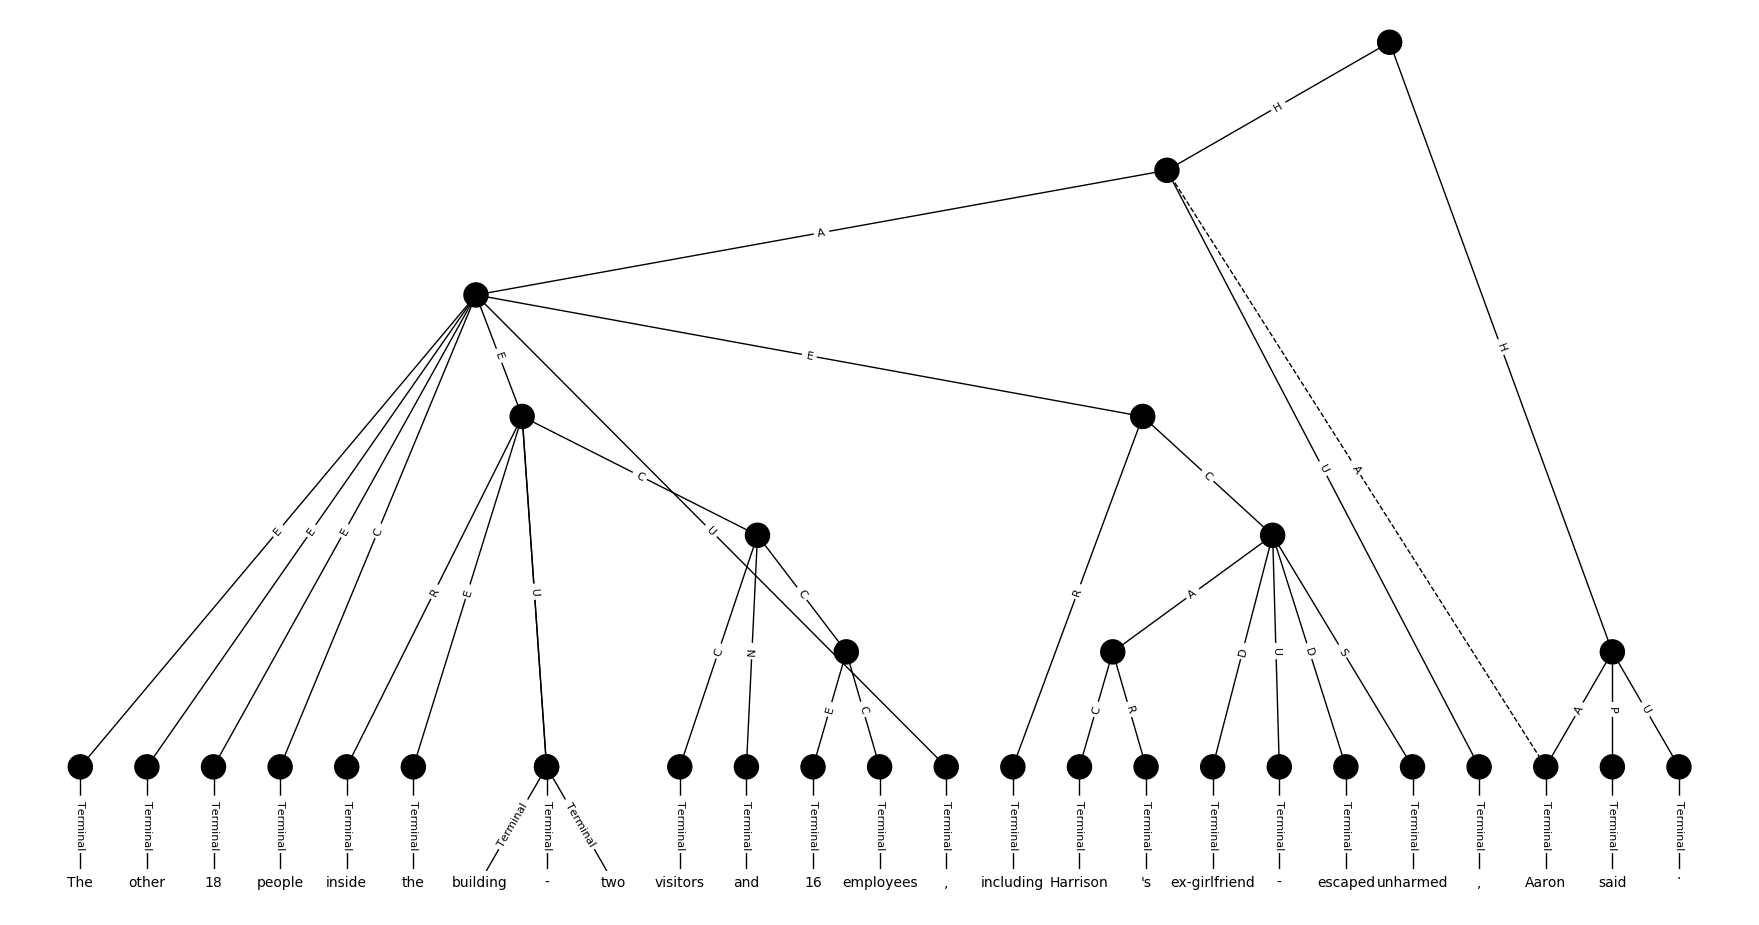 H
A H
E E
C U A
E E E C U
R E U C R A
C N D U D S
E C C R A P U
Terminal Terminal Terminal Terminal Terminal Terminal Terminal Terminal Terminal Terminal Terminal Terminal Terminal Terminal Terminal Terminal Terminal Terminal Terminal Terminal Terminal Terminal Terminal Terminal Terminal
The other 18 people inside the building - two visitors and 16 employees , including Harrison 's ex-girlfriend - escaped unharmed , Aaron said .